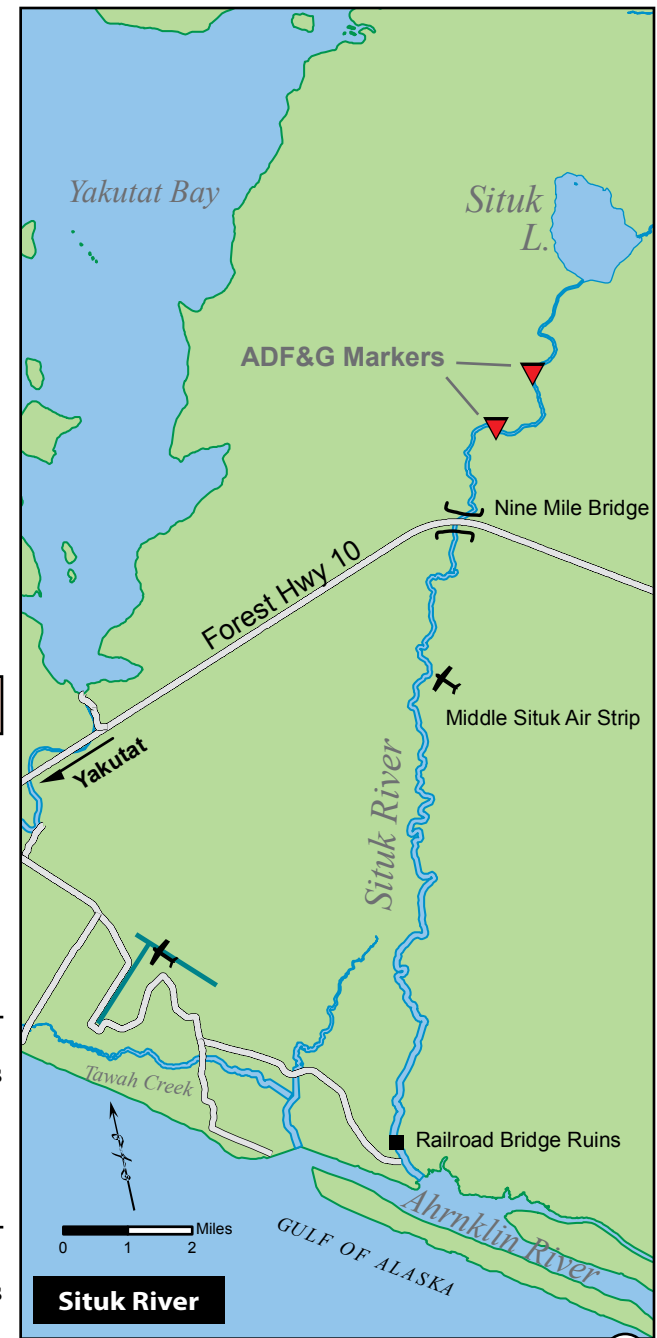 Yakutat Bay
Situk
L.
ADF&G Markers
Nine Mile Bridge
Forest Hwy 10
Middle Situk Air Strip
Yakutat
Situk River
Tawah Creek
Railroad Bridge Ruins
Ahrnklin River
GULF OF ALASKA
Miles
0 1 2
Situk River